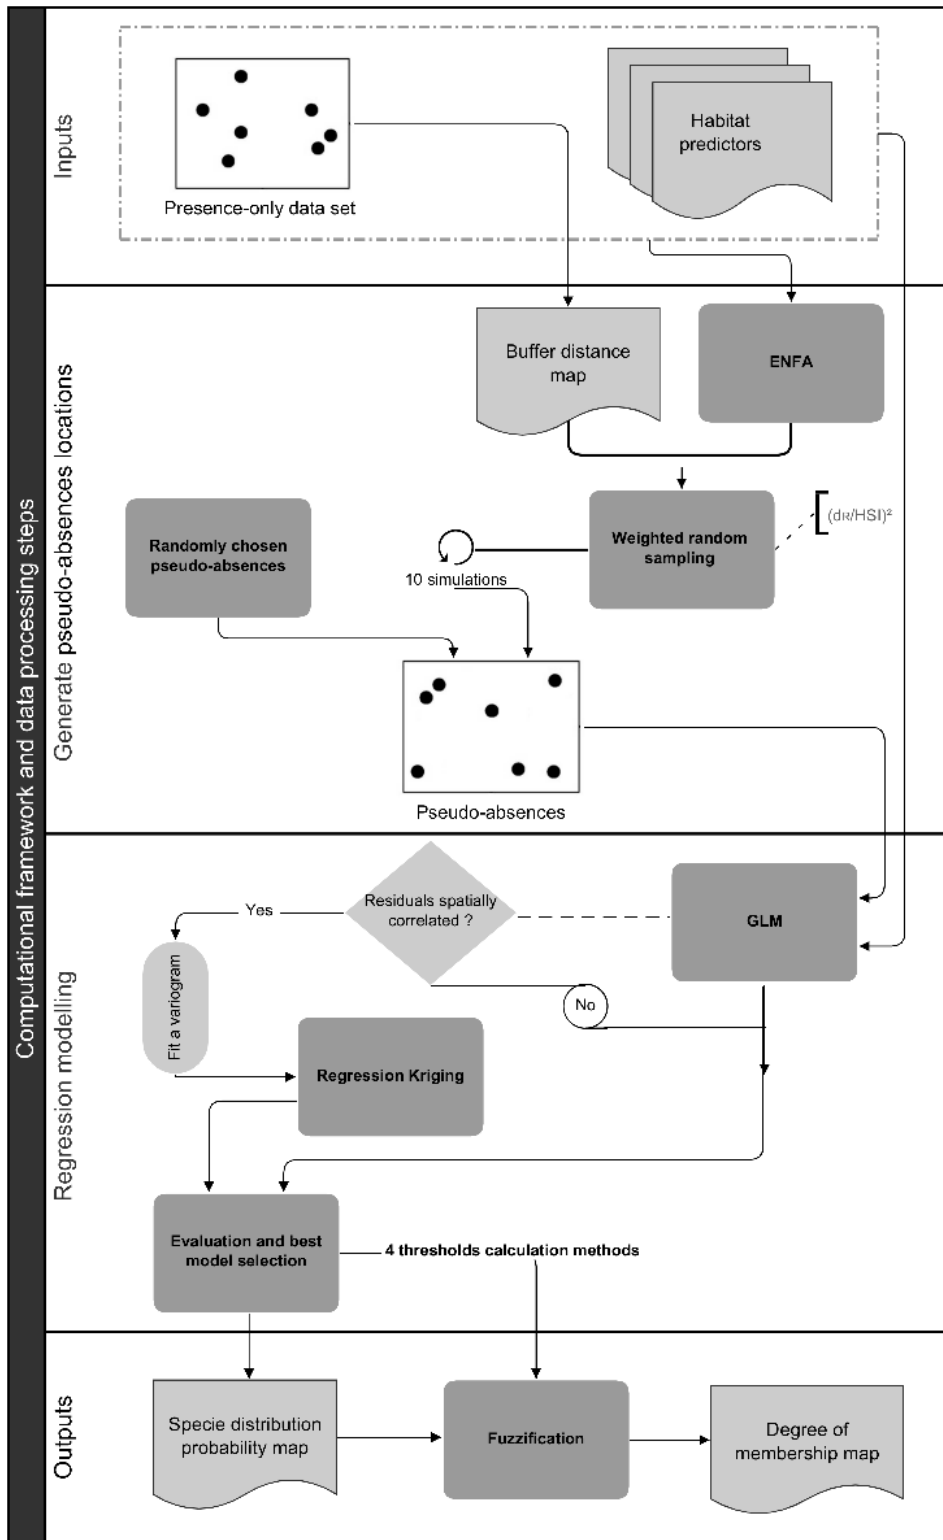 Computational framework and data processing steps
Inputs
Presence-only data set
Habitat
predictors
Generate pseudo-absences locations
Buffer distance
map
ENFA
Randomly chosen
pseudo-absences
10 simulations
Weighted random
sampling
(dR/HSI)²
Pseudo-absences
Regression modelling
Residuals spatially
correlated ?
Yes
GLM
Fit a variogram
No
Regression Kriging
Evaluation and best
model selection
4 thresholds calculation methods
Outputs
Specie distribution
probability map
Fuzzification
Degree of
membership map